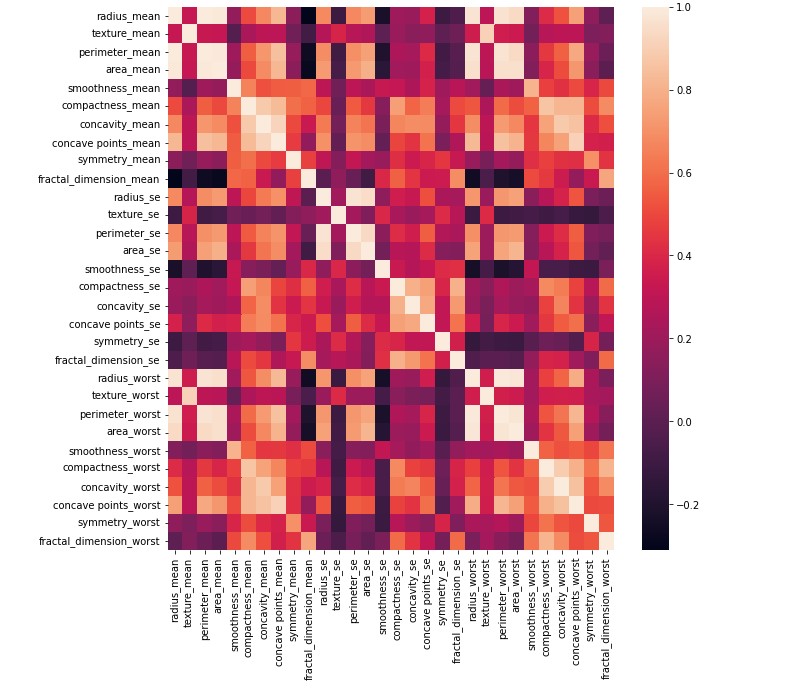 radius_mean
texture_mean
perimeter_mean
area_mean
smoothness_mean
compactness_mean
concavity_mean
concave points_mean
symmetry_mean
fractal_dimension_mean
radius_se
texture_se
perimeter_se
area_se
smoothness_se
compactness_se
concavity_se
concave points_se
symmetry_se
fractal_dimension_se
radius_worst
texture_worst
perimeter_worst
area_worst
smoothness_worst
compactness_worst
concavity_worst
concave points_worst
symmetry_worst
fractal_dimension_worst
radius_mean
texture_mean
perimeter_mean
area_mean
smoothness_mean
compactness_mean
concavity_mean
concave points_mean
symmetry_mean
fractal_dimension_mean
radius_se
texture_se
perimeter_se
area_se
smoothness_se
compactness_se
concavity_se
concave points_se
symmetry_se
fractal_dimension_se
radius_worst
texture_worst
perimeter_worst
area_worst
smoothness_worst
compactness_worst
concavity_worst
concave points_worst
symmetry_worst
fractal_dimension_worst
1.0
0.8
0.6
0.4
0.2
0.0
−0.2